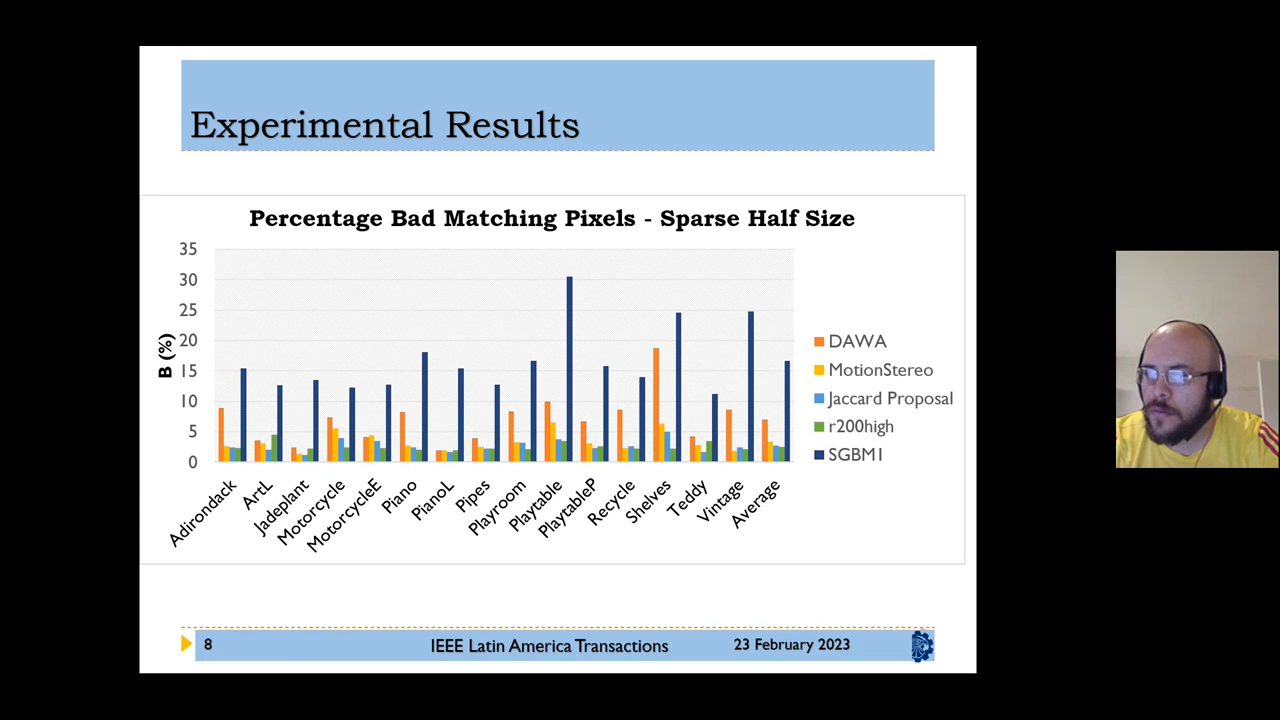 Experimental Results
Percentage Bad Matching Pixels - Sparse Half Size
35
30
25
20
15
10
5
0
B (%)
Adirondack
ArtL
Jadeplant
Motorcycle
MotorcycleE
Piano
PianoL
Pipes
Playroom
Playtable
PlaytableP
Recycle
Shelves
Teddy
Vintage
Average
DAWA
MotionStereo
Jaccard Proposal
r200high
SGBM1
8
IEEE Latin America Transactions
23 February 2023